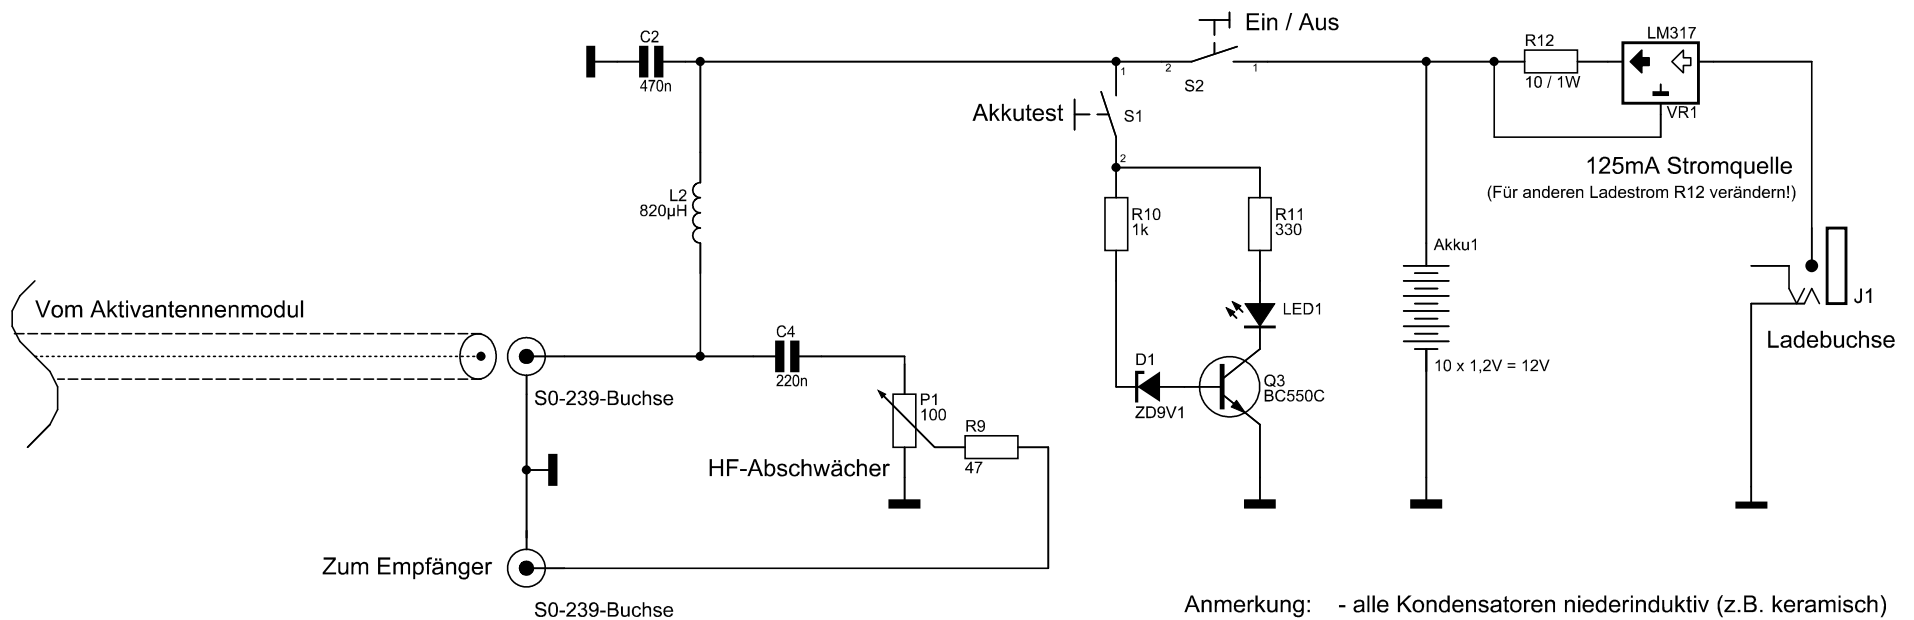 Ein / Aus
C2
470n
2
1
S2
R12
10 / 1W
LM317
VR1
1
Akkutest
S1
2
125mA Stromquelle
(Für anderen Ladestrom R12 verändern!)
L2
820µH
R10
1k
R11
330
Akku1
10 x 1,2V = 12V
J1
Ladebuchse
Vom Aktivantennenmodul
LED1
C4
220n
S0-239-Buchse
D1
ZD9V1
Q3
BC550C
P1
100
R9
47
HF-Abschwächer
Zum Empfänger
S0-239-Buchse
Anmerkung: - alle Kondensatoren niederinduktiv (z.B. keramisch)